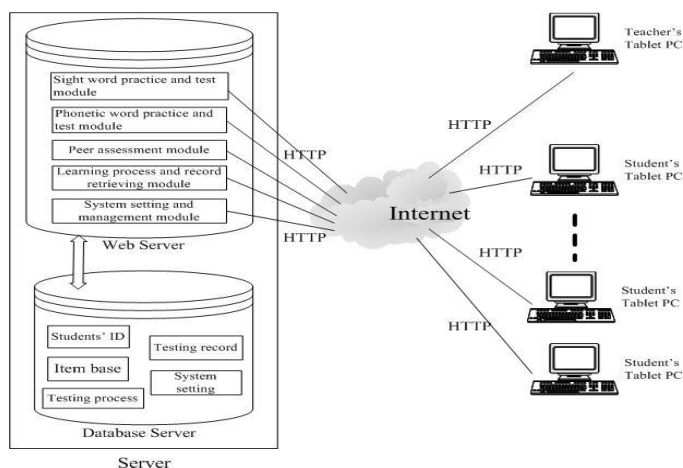 Sight word practice and test
module
Phonetic word practice and
test module
Peer assessment module
Learning process and record
retrieving module
System setting and
management module
Web Server
Students' ID
Testing record
Item base
System
setting
Testing process
Database Server
Server
HTTP
HTTP
Internet
HTTP
HTTP
HTTP
HTTP
Teacher's
Tablet PC
Student's
Tablet PC
Student's
Tablet PC
Student's
Tablet PC